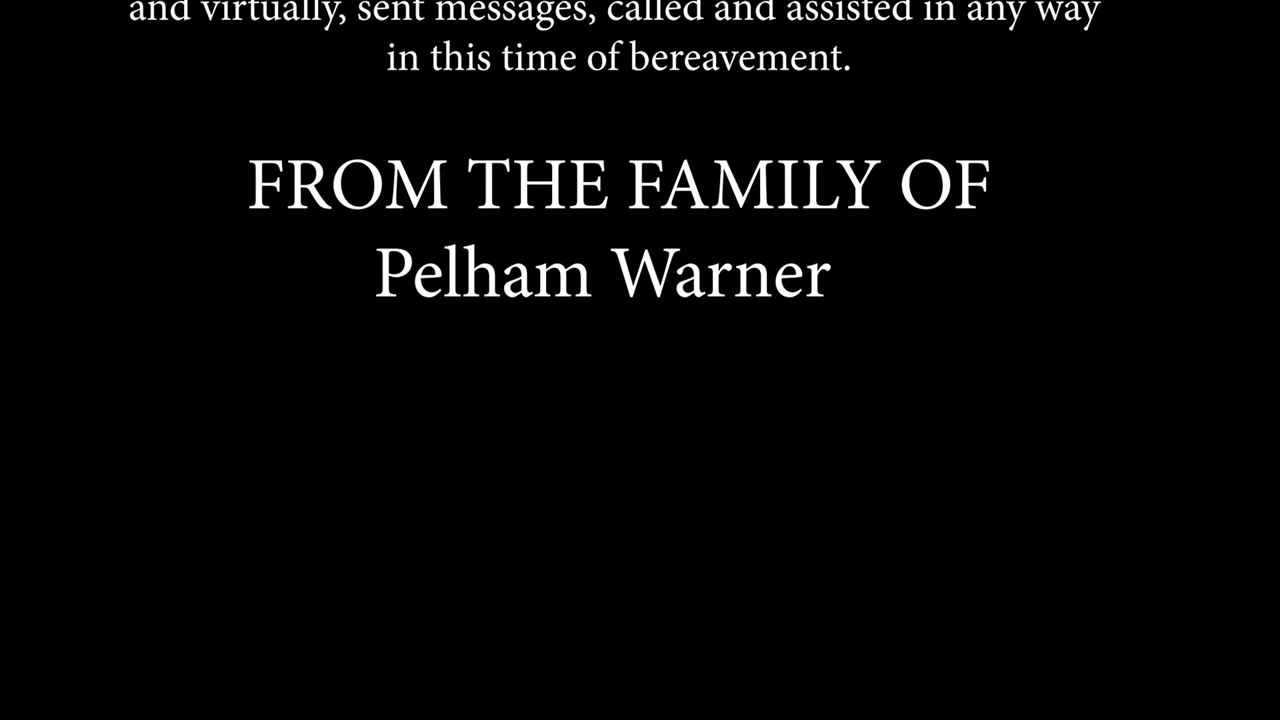 and virtually, sent messages, called and assisted in any way
in this time of bereavement.
FROM THE FAMILY OF
Pelham Warner